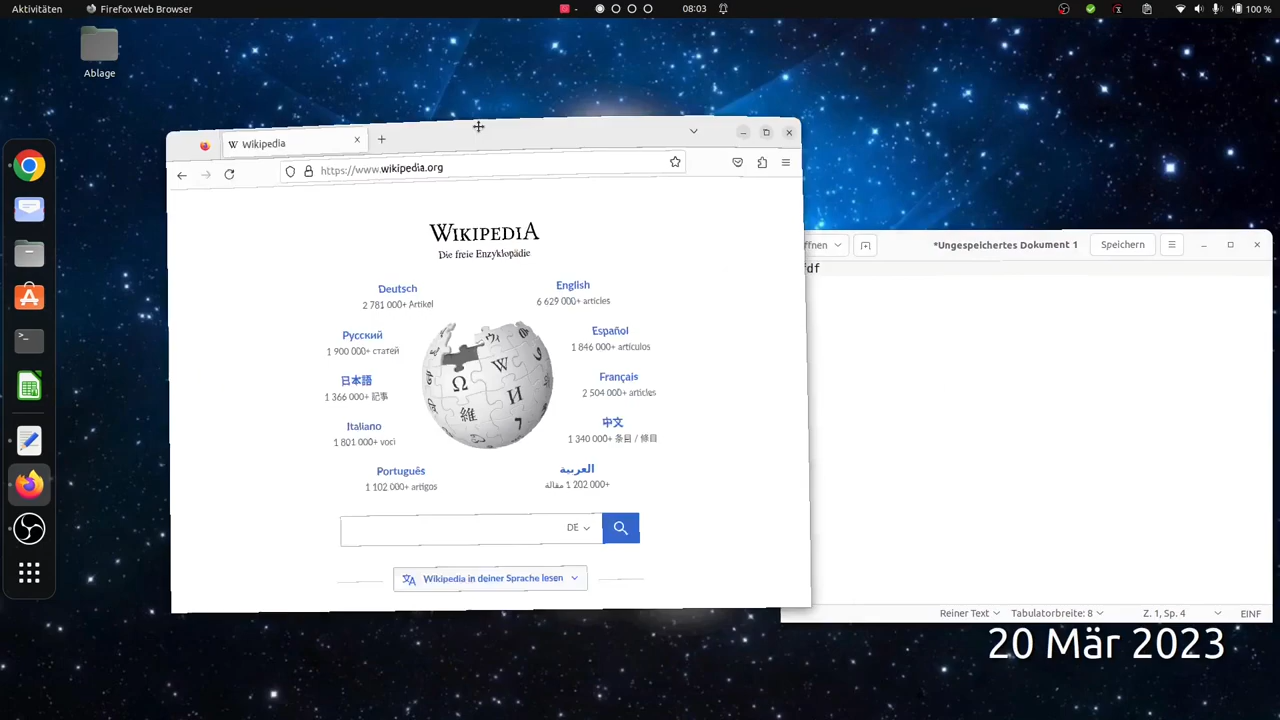 Aktivitäten
Firefox Web Browser
08:03
100 %
Ablage
Wikipedia
https://www.wikipedia.org
WIKIPEDIA
Die freie Enzyklopädie
Deutsch
2 781 000+ Artikel
English
6 629 000+ articles
Русский
1 900 000+ статей
Español
1 846 000+ artículos
日本語
1 366 000+ 記事
Français
2 504 000+ articles
Italiano
1 801 000+ voci
中文
1 340 000+ 条目 / 條目
Português
1 102 000+ artigos
العربية
1 202 000+ مقالة
Ω
W
И
維
DE
Wikipedia in deiner Sprache lesen
*Ungespeichertes Dokument 1
Speichern
Reiner Text
Tabulatorbreite: 8
Z. 1, Sp. 4
EINF
20 Mär 2023